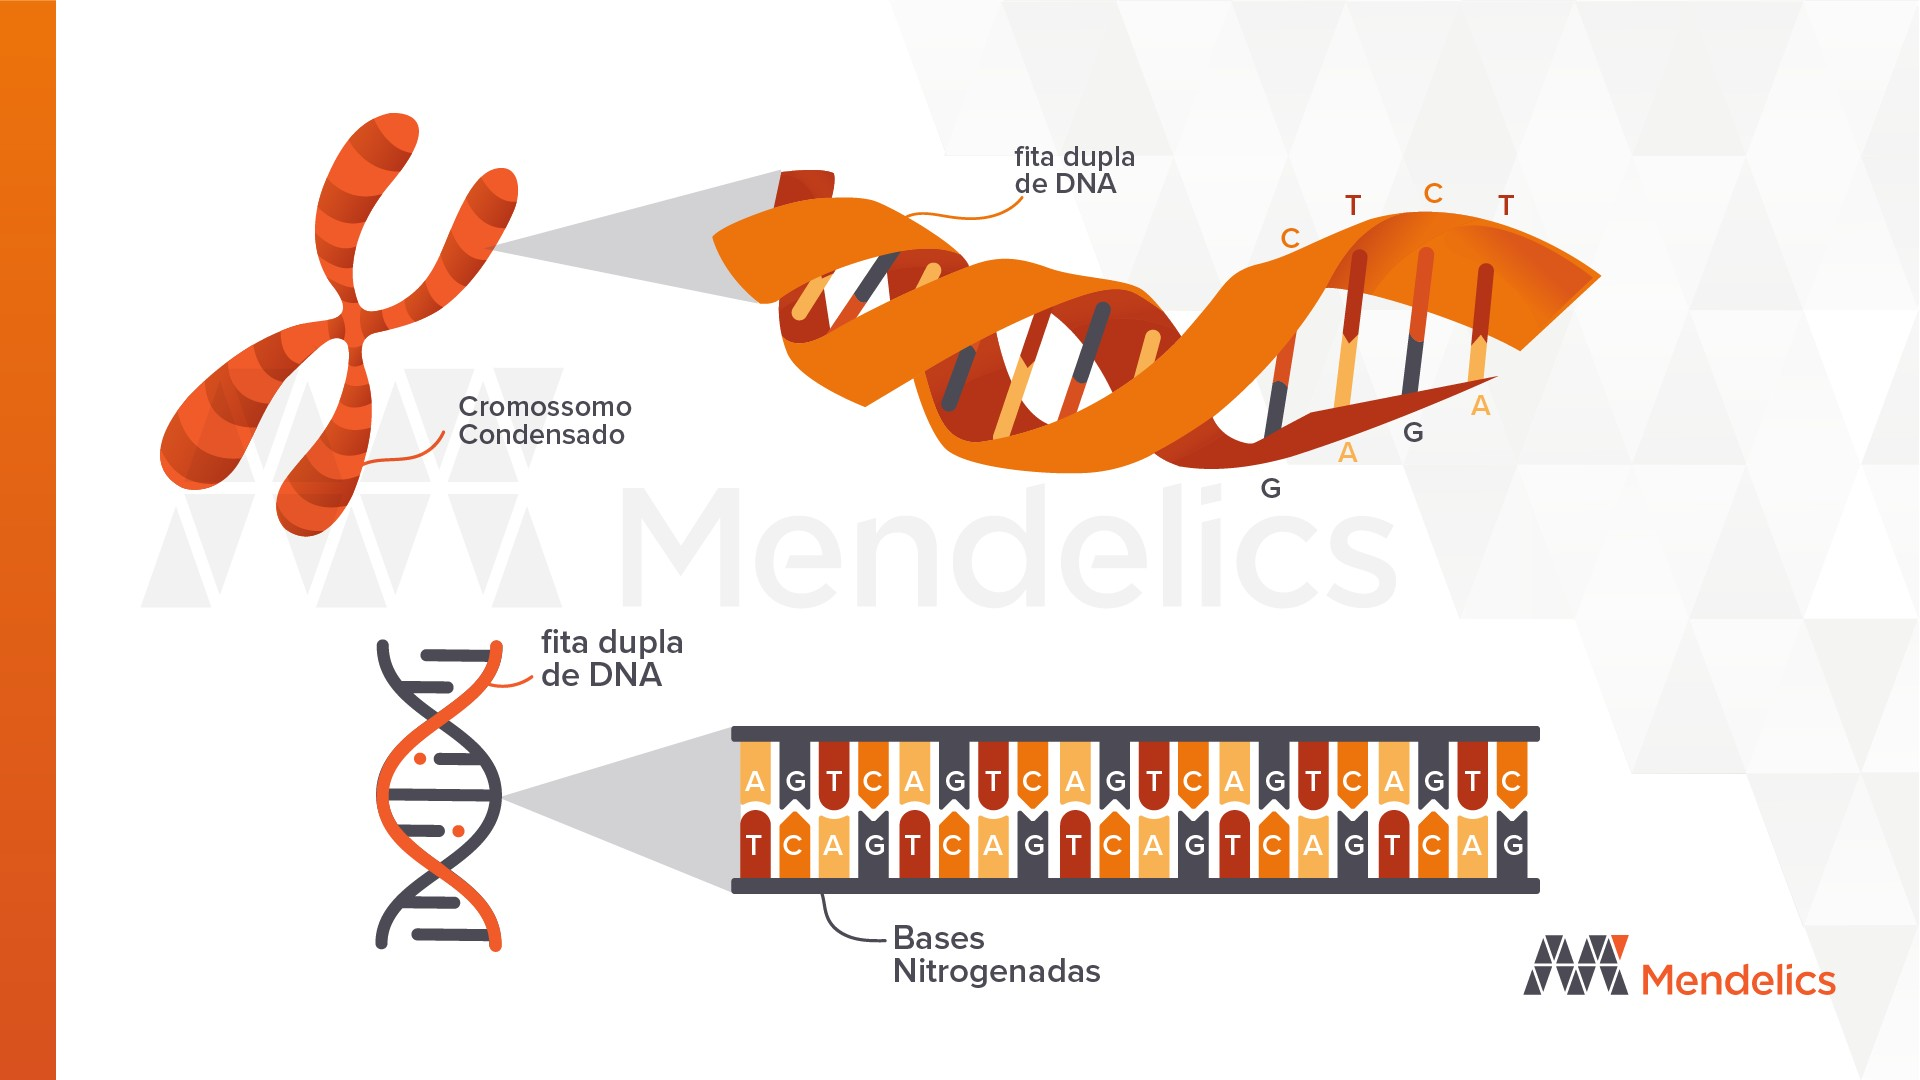 fita dupla
de DNA
C T C T
G A G A
Cromossomo
Condensado
Mendelics
fita dupla
de DNA
A G T C A G T C A G T C A G T C A G T C
T C A G T C A G T C A G T C A G T C A G
Bases
Nitrogenadas
Mendelics